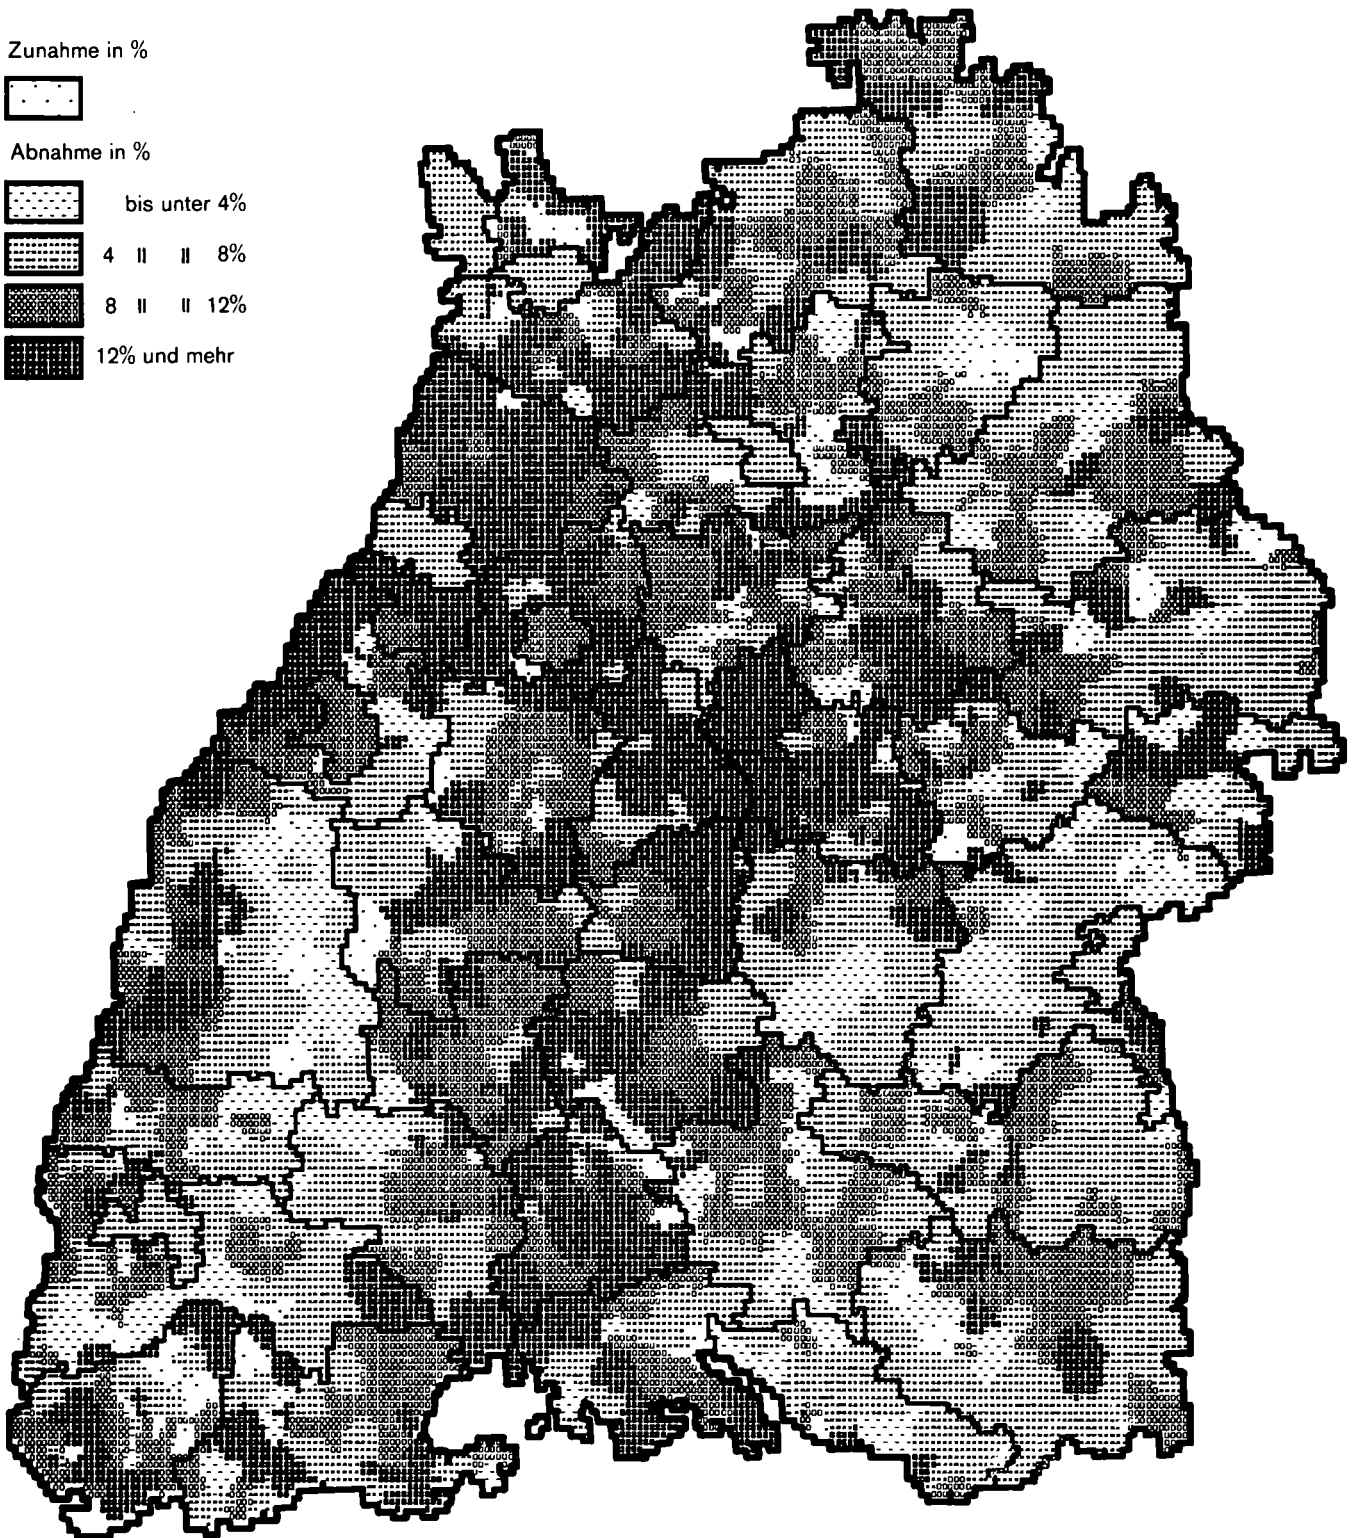 Zunahme in %
Abnahme in %
bis unter 4%
4 " " 8%
8 " " 12%
12% und mehr